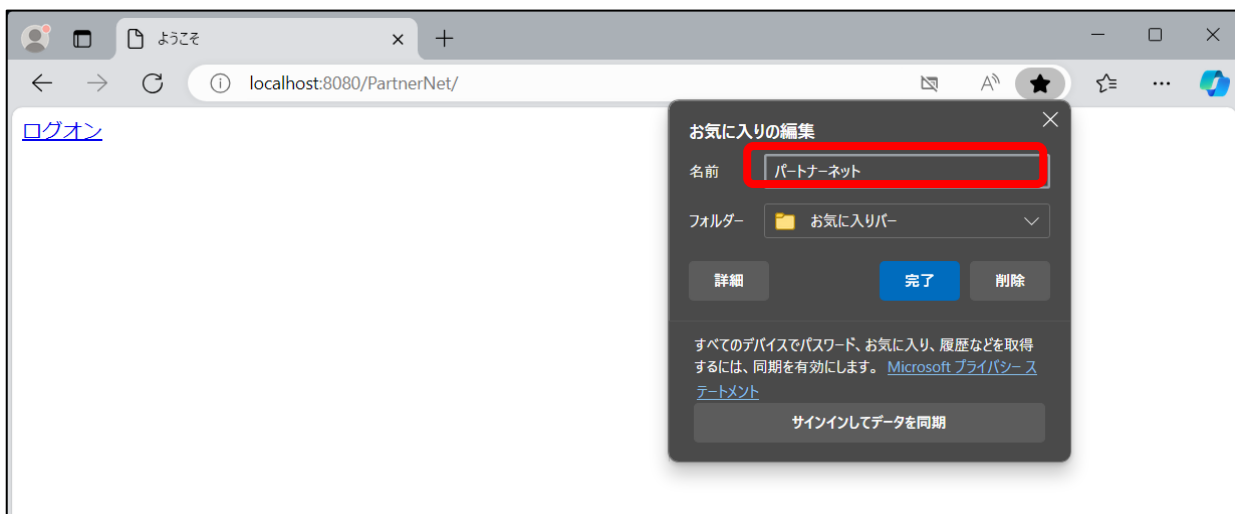 ようこそ
localhost:8080/PartnerNet/
ログオン
お気に入りの編集
名前 パートナーネット
フォルダー お気に入りバー
詳細 完了 削除
すべてのデバイスでパスワード、お気に入り、履歴などを取得
するには、同期を有効にします。 Microsoft プライバシー ス
テートメント
サインインしてデータを同期